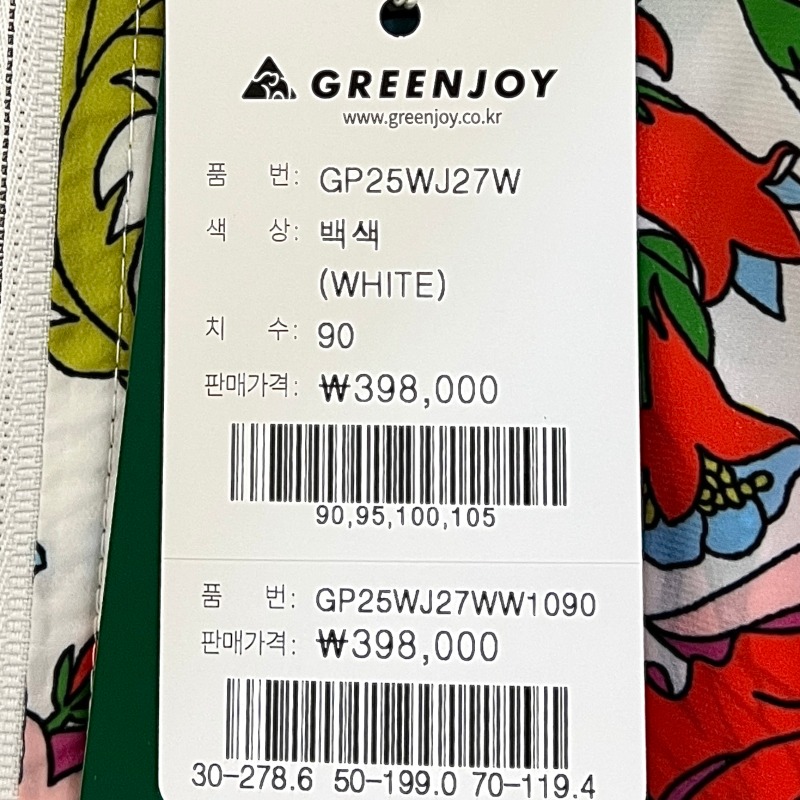 GREENJOY
www.greenjoy.co.kr
품 번: GP25WJ27W
색 상: 백색
(WHITE)
치 수: 90
판매가격: ₩398,000
90,95,100,105
품 번: GP25WJ27WW1090
판매가격: ₩398,000
30-278.6 50-199.0 70-119.4